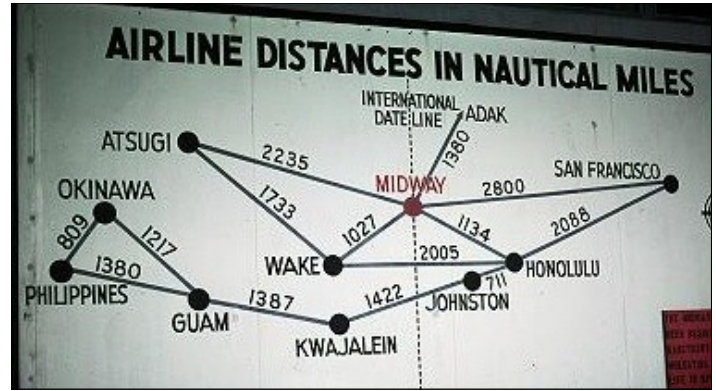 AIRLINE DISTANCES IN NAUTICAL MILES
INTERNATIONAL
DATE LINE
ADAK
1380
ATSUGI
2235
SAN FRANCISCO
MIDWAY
2800
OKINAWA
1733
809
1217
1027
1134
2088
WAKE
2005
HONOLULU
1380
PHILIPPINES
711
JOHNSTON
1387
1422
GUAM
KWAJALEIN